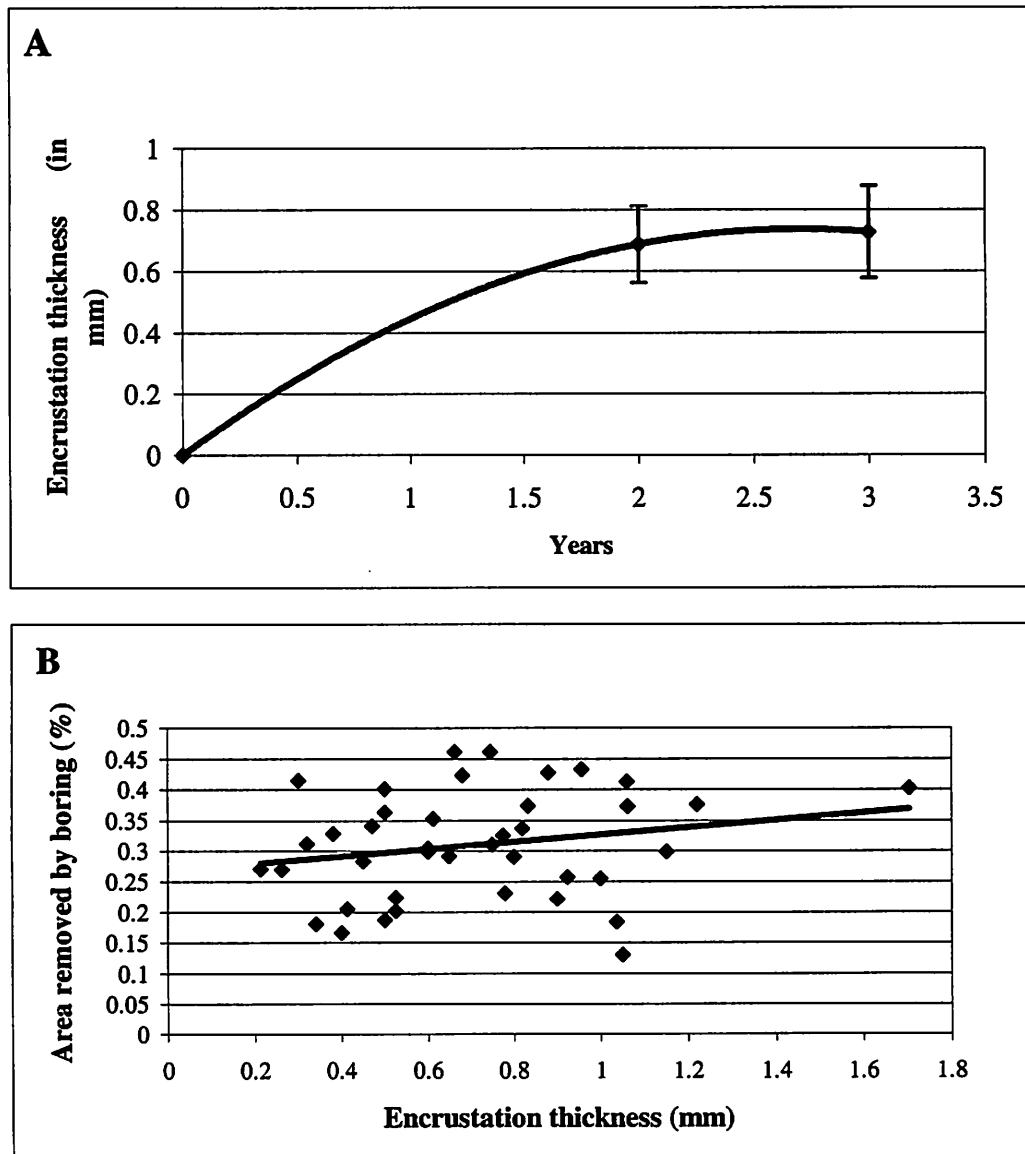 A
Encrustation thickness (in
mm)
1
0.8
0.6
0.4
0.2
0
0 0.5 1 1.5 2 2.5 3 3.5
Years
B
Area removed by boring (%)
0.5
0.45
0.4
0.35
0.3
0.25
0.2
0.15
0.1
0.05
0
0 0.2 0.4 0.6 0.8 1 1.2 1.4 1.6 1.8
Encrustation thickness (mm)